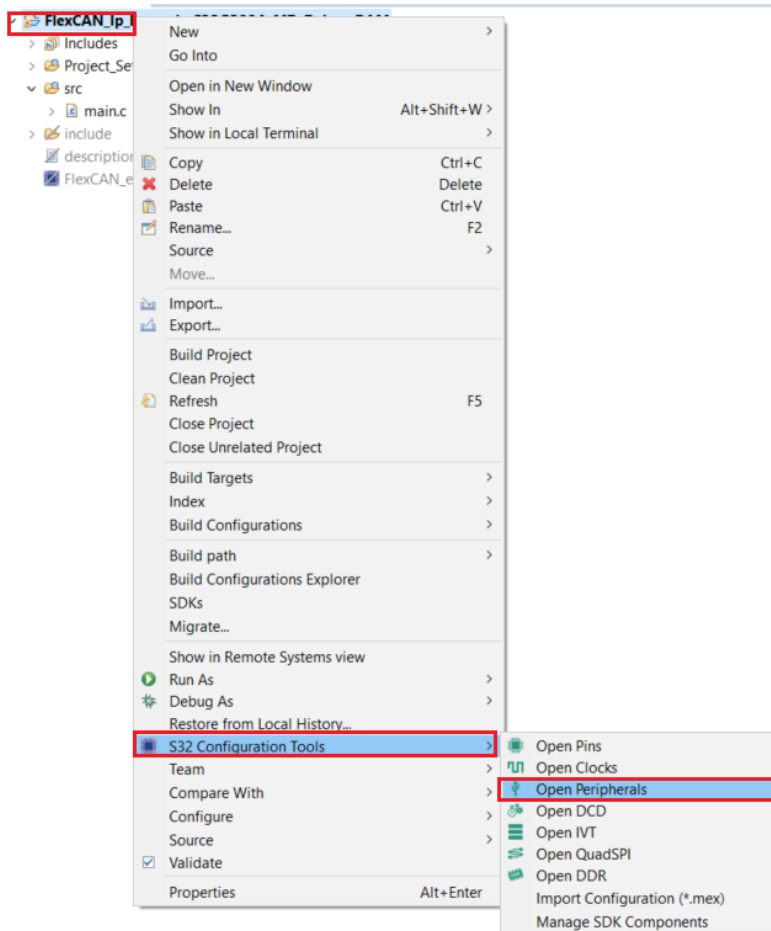 FlexCAN_Ip_
Includes
Project_Se
src
main.c
include
description
FlexCAN_e
New
Go Into
Open in New Window
Show In Alt+Shift+W
Show in Local Terminal
Copy Ctrl+C
Delete Delete
Paste Ctrl+V
Rename... F2
Source
Move...
Import...
Export...
Build Project
Clean Project
Refresh F5
Close Project
Close Unrelated Project
Build Targets
Index
Build Configurations
Build path
Build Configurations Explorer
SDKs
Migrate...
Show in Remote Systems view
Run As
Debug As
Restore from Local History...
S32 Configuration Tools
Team
Compare With
Configure
Source
Validate
Properties Alt+Enter
Open Pins
Open Clocks
Open Peripherals
Open DCD
Open IVT
Open QuadSPI
Open DDR
Import Configuration (*.mex)
Manage SDK Components